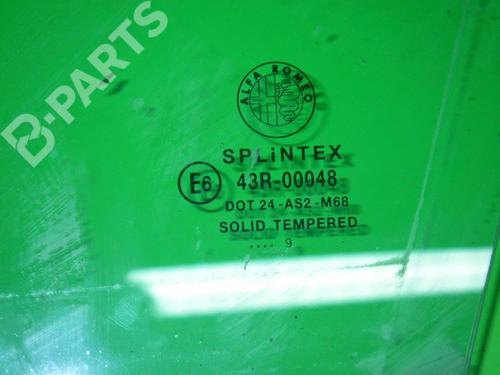 B-PARTS
ALFA ROMEO
SPLiNTEX
E6 43R-00048
DOT 24-AS2-M68
SOLID TEMPERED
.... 9